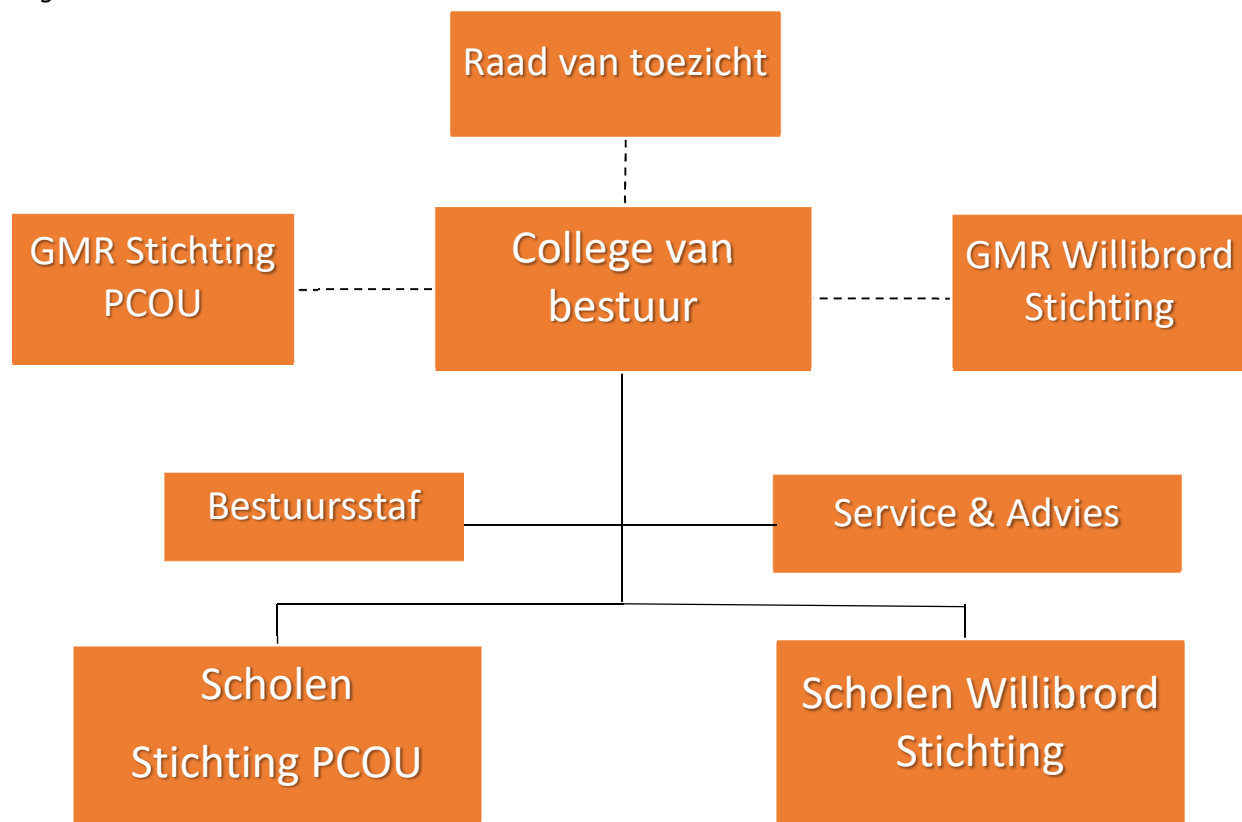 Raad van toezicht
GMR Stichting
PCOU
College van
bestuur
GMR Willibrord
Stichting
Bestuursstaf
Service & Advies
Scholen
Stichting PCOU
Scholen Willibrord
Stichting